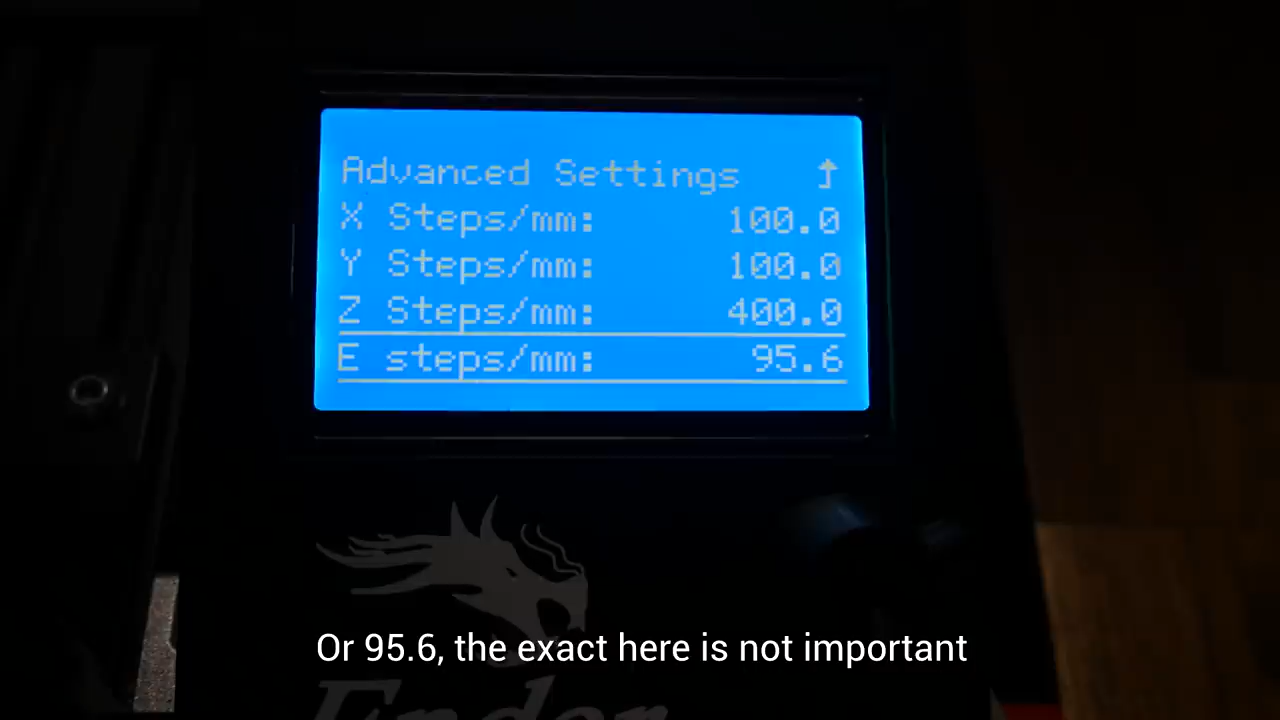 Advanced Settings
X Steps/mm: 100.0
Y Steps/mm: 100.0
Z Steps/mm: 400.0
E steps/mm: 95.6
Or 95.6, the exact here is not important
Ender